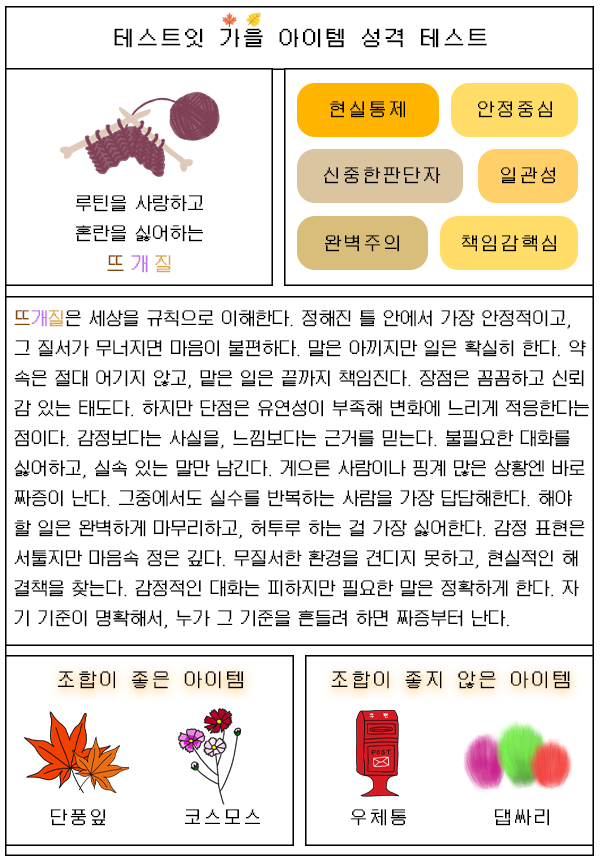 테스트잇 가을 아이템 성격 테스트
루틴을 사랑하고
혼란을 싫어하는
뜨개질
현실통제
안정중심
신중한판단자
일관성
완벽주의
책임감핵심
뜨개질은 세상을 규칙으로 이해한다. 정해진 틀 안에서 가장 안정적이고,
그 질서가 무너지면 마음이 불편하다. 말은 아끼지만 일은 확실히 한다. 약
속은 절대 어기지 않고, 맡은 일은 끝까지 책임진다. 장점은 꼼꼼하고 신뢰
감 있는 태도다. 하지만 단점은 유연성이 부족해 변화에 느리게 적응한다는
점이다. 감정보다는 사실을, 느낌보다는 근거를 믿는다. 불필요한 대화를
싫어하고, 실속 있는 말만 남긴다. 게으른 사람이나 핑계 많은 상황엔 바로
짜증이 난다. 그중에서도 실수를 반복하는 사람을 가장 답답해한다. 해야
할 일은 완벽하게 마무리하고, 허투루 하는 걸 가장 싫어한다. 감정 표현은
서툴지만 마음속 정은 깊다. 무질서한 환경을 견디지 못하고, 현실적인 해
결책을 찾는다. 감정적인 대화는 피하지만 필요한 말은 정확하게 한다. 자
기 기준이 명확해서, 누가 그 기준을 흔들려 하면 짜증부터 난다.
조합이 좋은 아이템
단풍잎
코스모스
조합이 좋지 않은 아이템
우편
POST
우체통
댑싸리